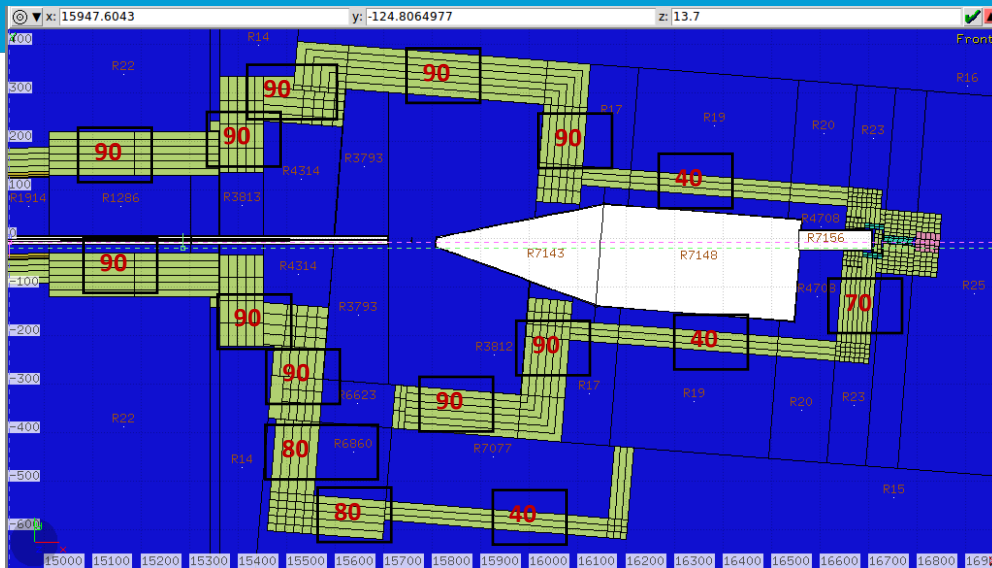 x: 15947.6043 y: -124.8064977 z: 13.7
400
R14
Front
R22
90
R16
300
90
R17
R19
R20
R23
200
90
90
90
100
R4314
R3793
40
R1914
R1286
R3813
R4708
0
R7156
R7143
R7148
90
R4314
-100
R4708
R25
R3793
70
-200
90
R3812
90
40
-300
90
R17
R6623
90
R19
R20
R23
R22
-400
80
R6860
R7077
R14
-500
R15
80
40
-600
15000 15100 15200 15300 15400 15500 15600 15700 15800 15900 16000 16100 16200 16300 16400 16500 16600 16700 16800